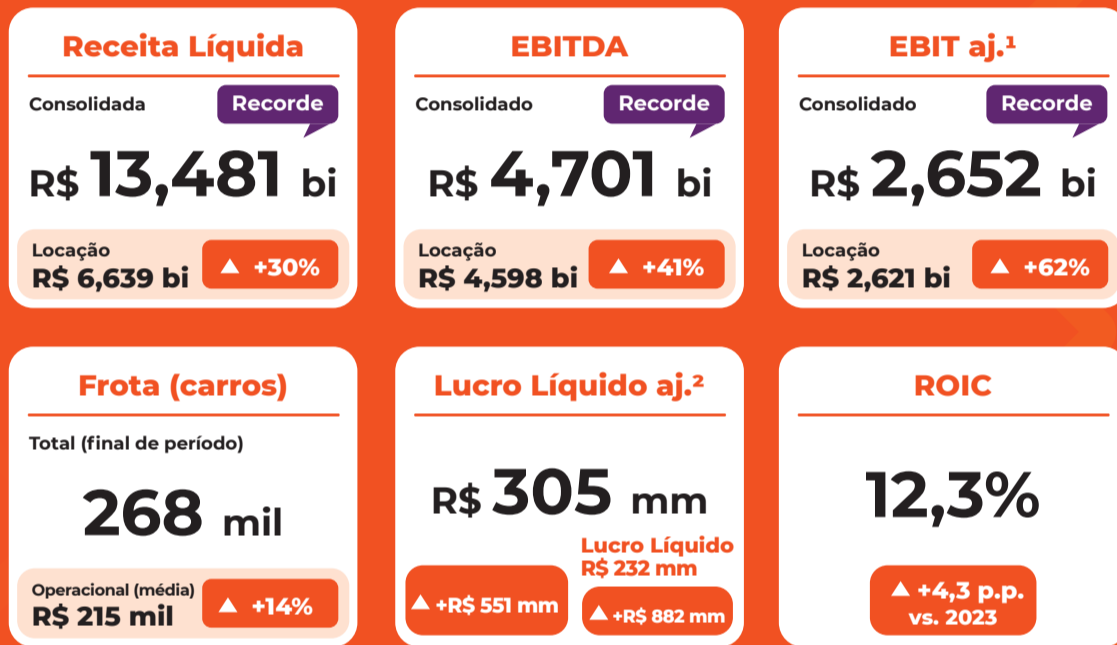 Receita Líquida
Consolidada
Recorde
R$ 13,481 bi
Locação
R$ 6,639 bi
▲ +30%
EBITDA
Consolidado
Recorde
R$ 4,701 bi
Locação
R$ 4,598 bi
▲ +41%
EBIT aj.¹
Consolidado
Recorde
R$ 2,652 bi
Locação
R$ 2,621 bi
▲ +62%
Frota (carros)
Total (final de período)
268 mil
Operacional (média)
R$ 215 mil
▲ +14%
Lucro Líquido aj.²
R$ 305 mm
▲ +R$ 551 mm
Lucro Líquido
R$ 232 mm
▲ +R$ 882 mm
ROIC
12,3%
▲ +4,3 p.p.
vs. 2023